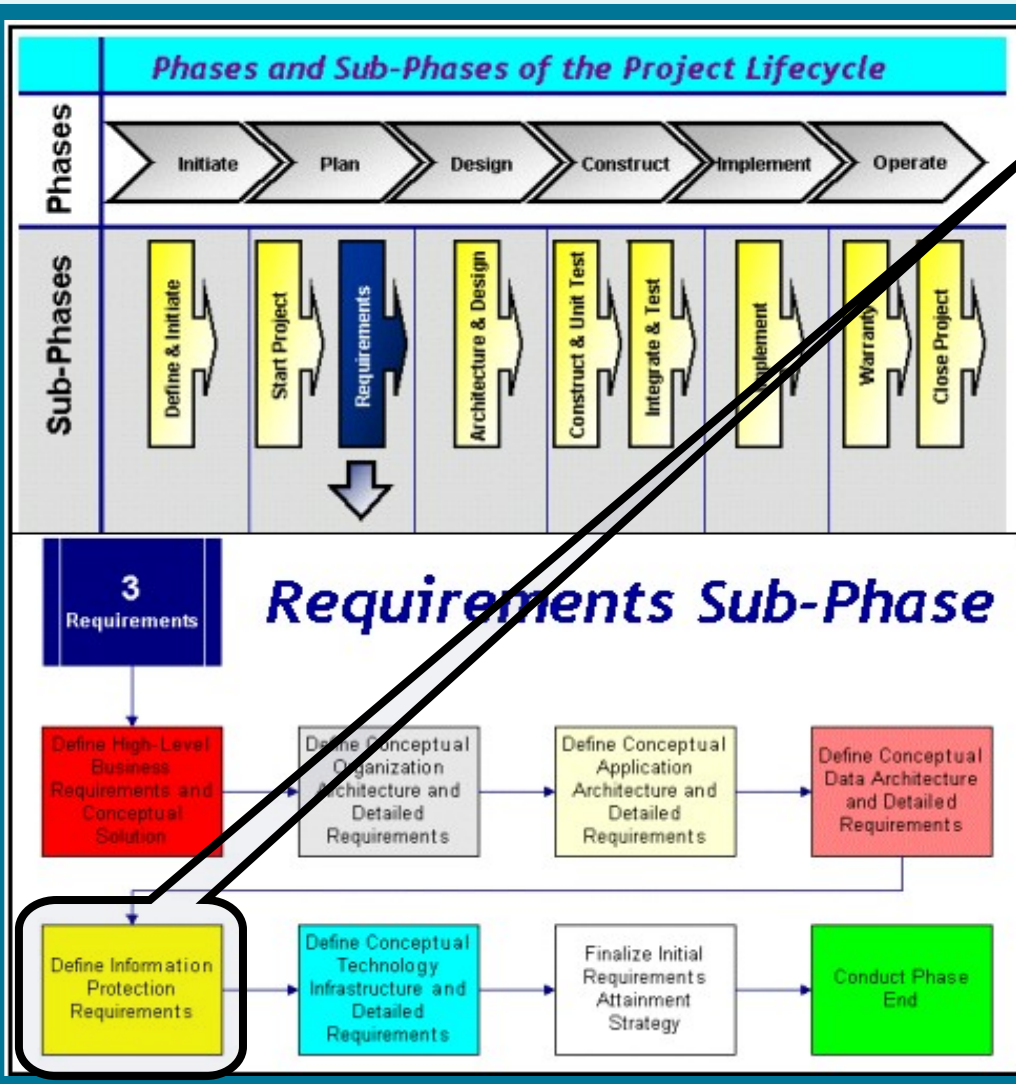 Phases and Sub-Phases of the Project Lifecycle
Phases
Initiate
Plan
Design
Construct
Implement
Operate
Sub-Phases
Define & Initiate
Start Project
Requirements
Architecture & Design
Construct & Unit Test
Integrate & Test
Implement
Warranty
Close Project
3
Requirements
Requirements Sub-Phase
Define High-Level
Business
Requirements and
Conceptual
Solution
Define Conceptual
Organization
Architecture and
Detailed
Requirements
Define Conceptual
Application
Architecture and
Detailed
Requirements
Define Conceptual
Data Architecture
and Detailed
Requirements
Define Information
Protection
Requirements
Define Conceptual
Technology
Infrastructure and
Detailed
Requirements
Finalize Initial
Requirements
Attainment
Strategy
Conduct Phase
End